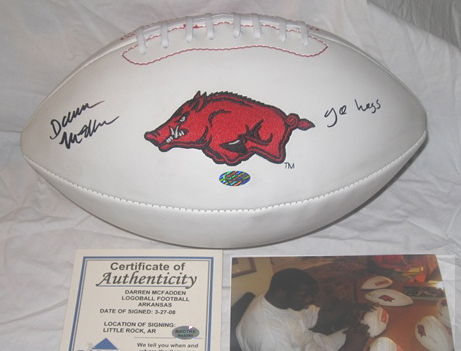 Darren
McFadden
go hogs
TM
Certificate of
Authenticity
DARREN MCFADDEN
LOGOBALL FOOTBALL
ARKANSAS
DATE OF SIGNED: 3-27-08
LOCATION OF SIGNING:
LITTLE ROCK, AR
We tell you when and